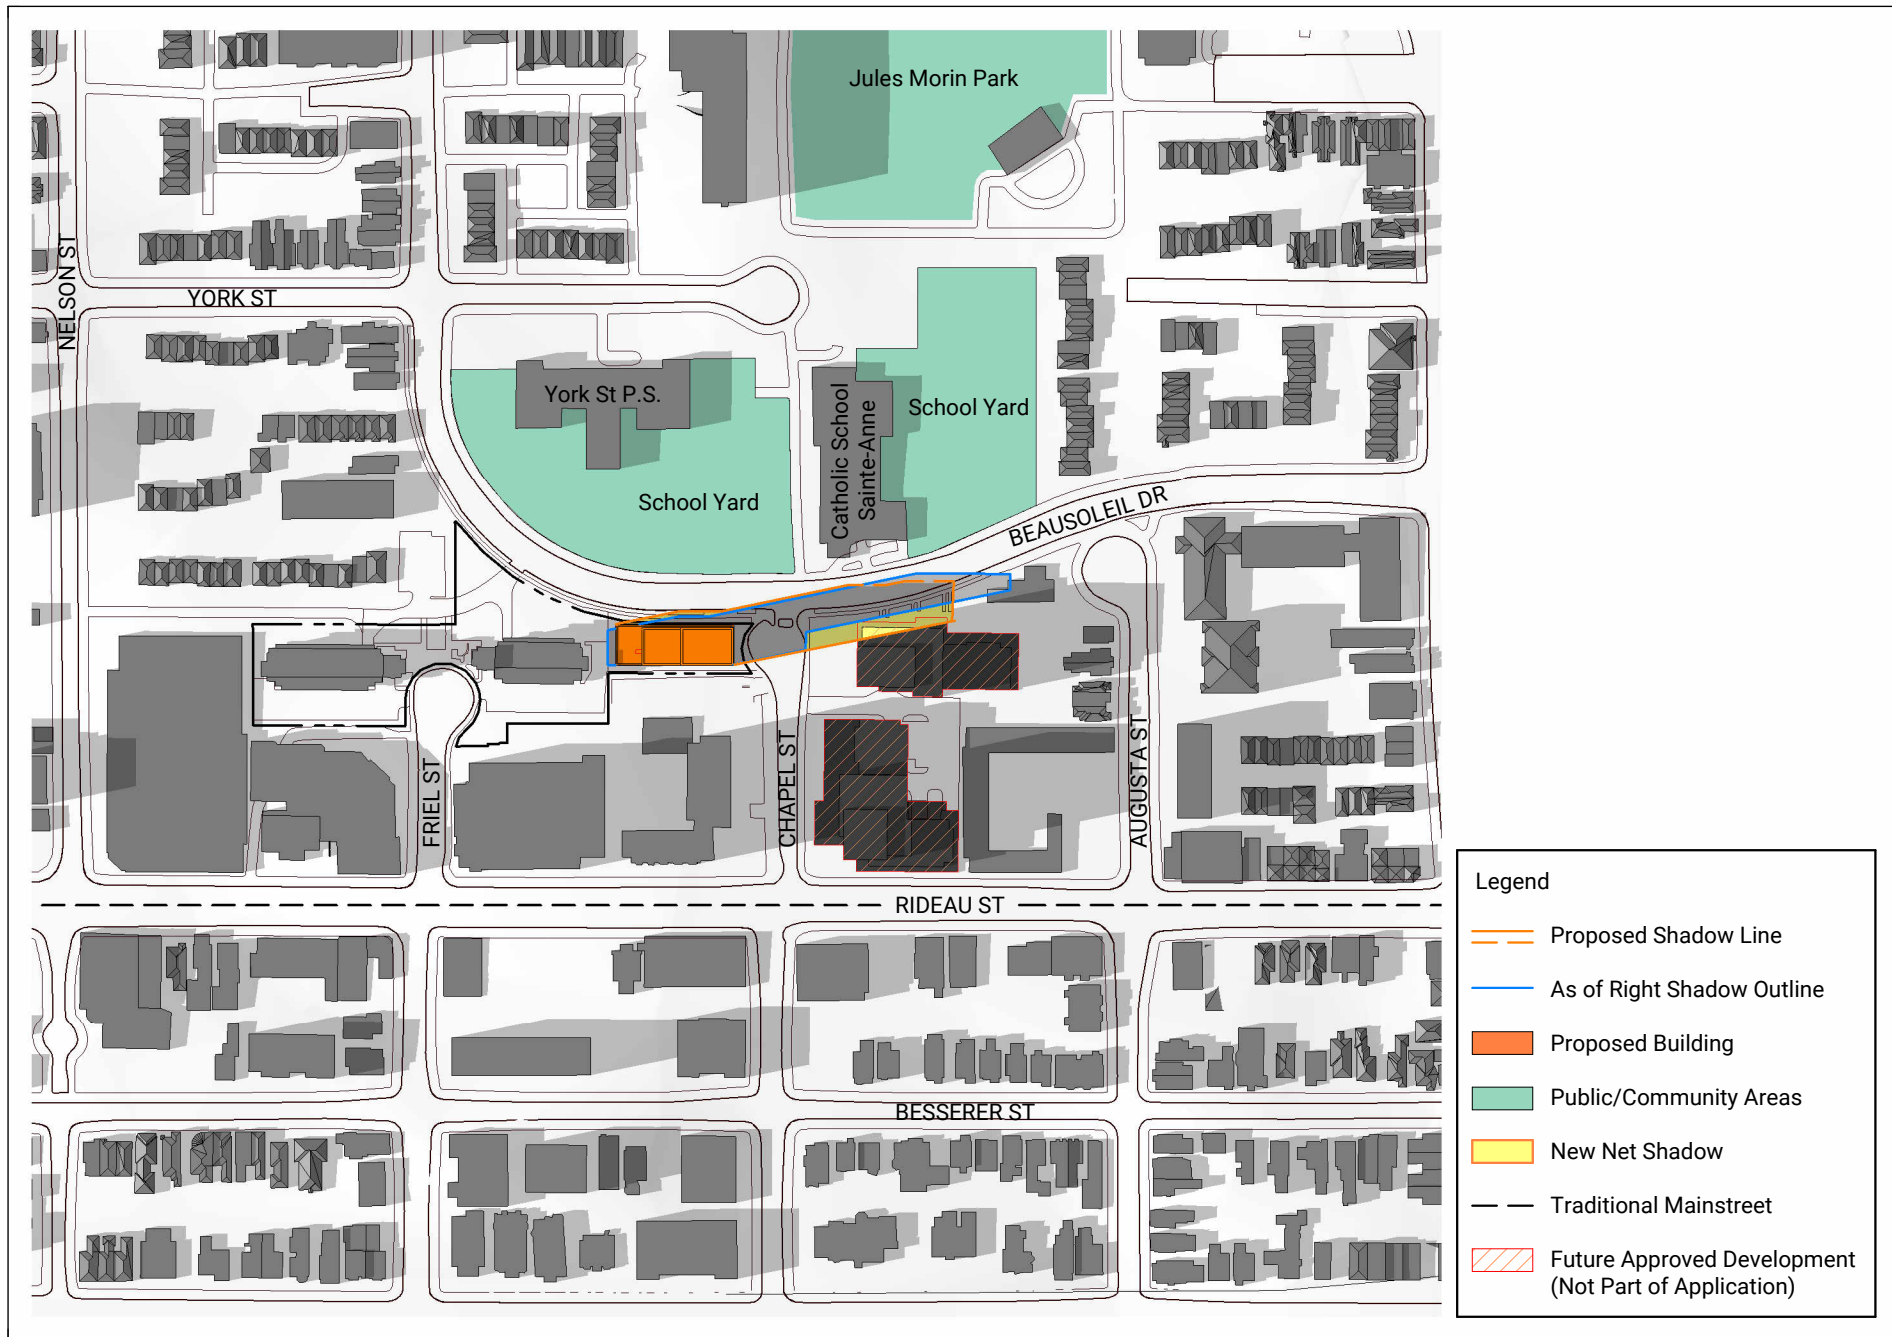 Jules Morin Park
NELSON ST
YORK ST
York St P.S.
School Yard
Catholic School
Sainte-Anne
School Yard
BEAUSOLEIL DR
FRIEL ST
CHAPEL ST
AUGUSTA ST
RIDEAU ST
BESSERER ST
Legend
Proposed Shadow Line
As of Right Shadow Outline
Proposed Building
Public/Community Areas
New Net Shadow
Traditional Mainstreet
Future Approved Development
(Not Part of Application)